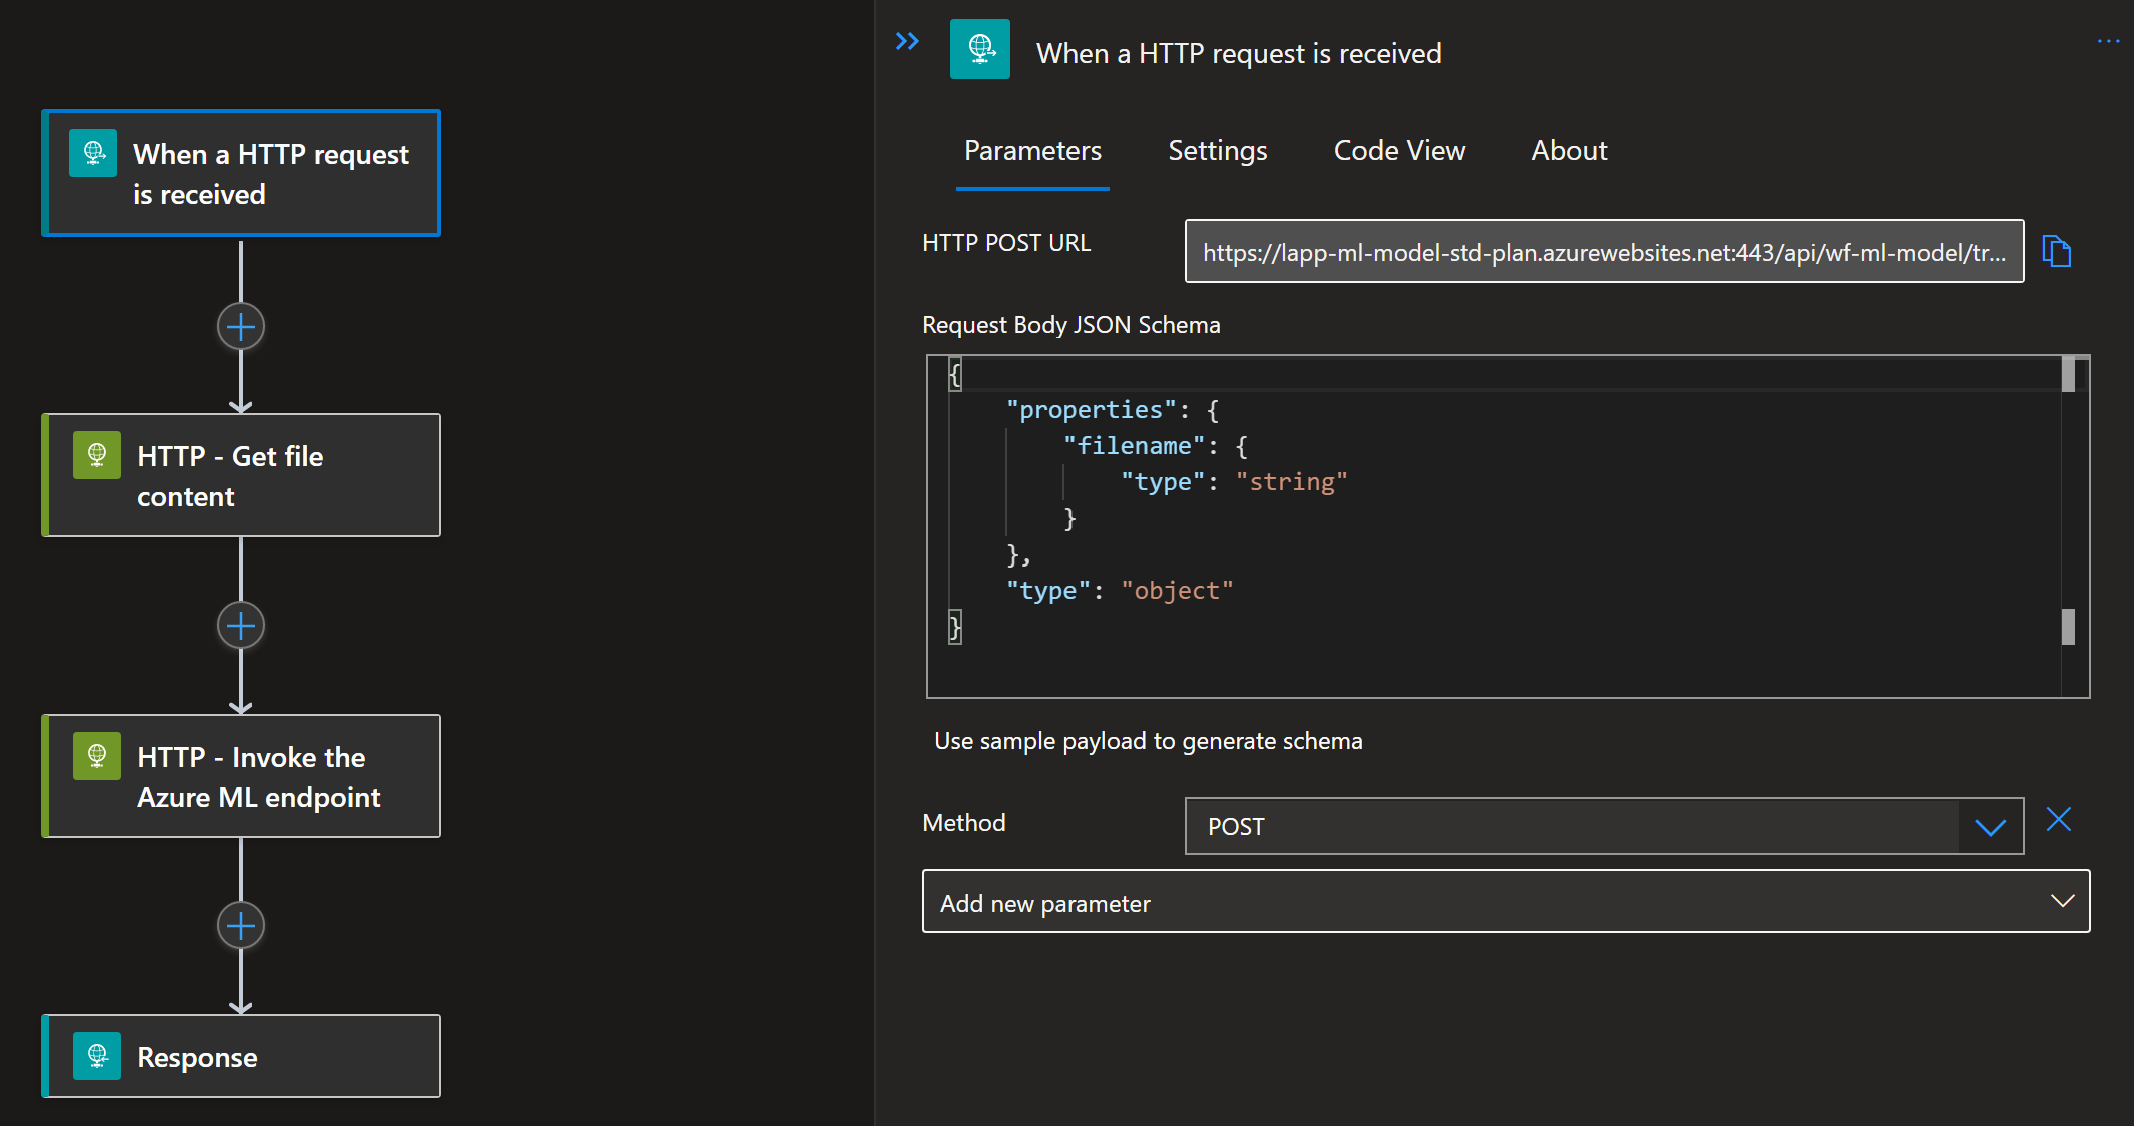 When a HTTP request
is received
HTTP - Get file
content
HTTP - Invoke the
Azure ML endpoint
Response
When a HTTP request is received
Parameters
Settings
Code View
About
HTTP POST URL
https://lapp-ml-model-std-plan.azurewebsites.net:443/api/wf-ml-model/tr...
Request Body JSON Schema
{
"properties": {
"filename": {
"type": "string"
}
},
"type": "object"
}
Use sample payload to generate schema
Method
POST
Add new parameter